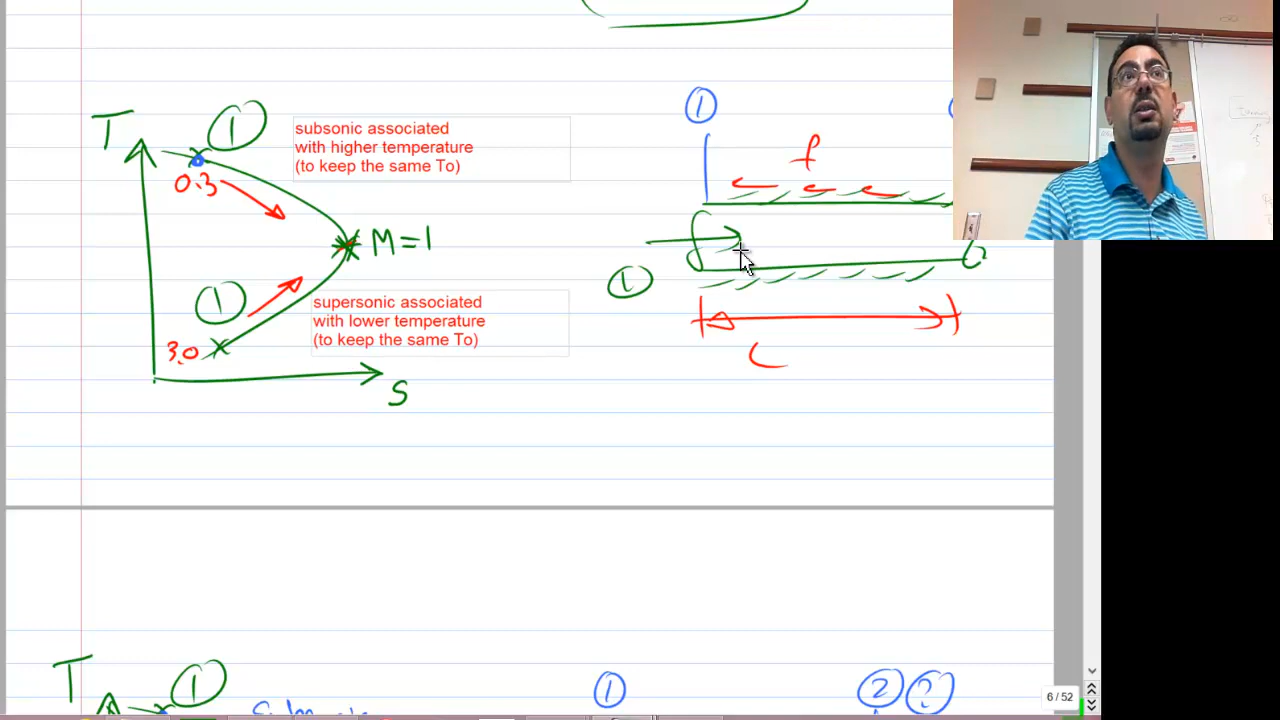 T
①
subsonic associated
with higher temperature
(to keep the same To)
0.3
M=1
①
supersonic associated
with lower temperature
(to keep the same To)
3.0
S
①
f
①
L
T
①
①
②
6 / 52